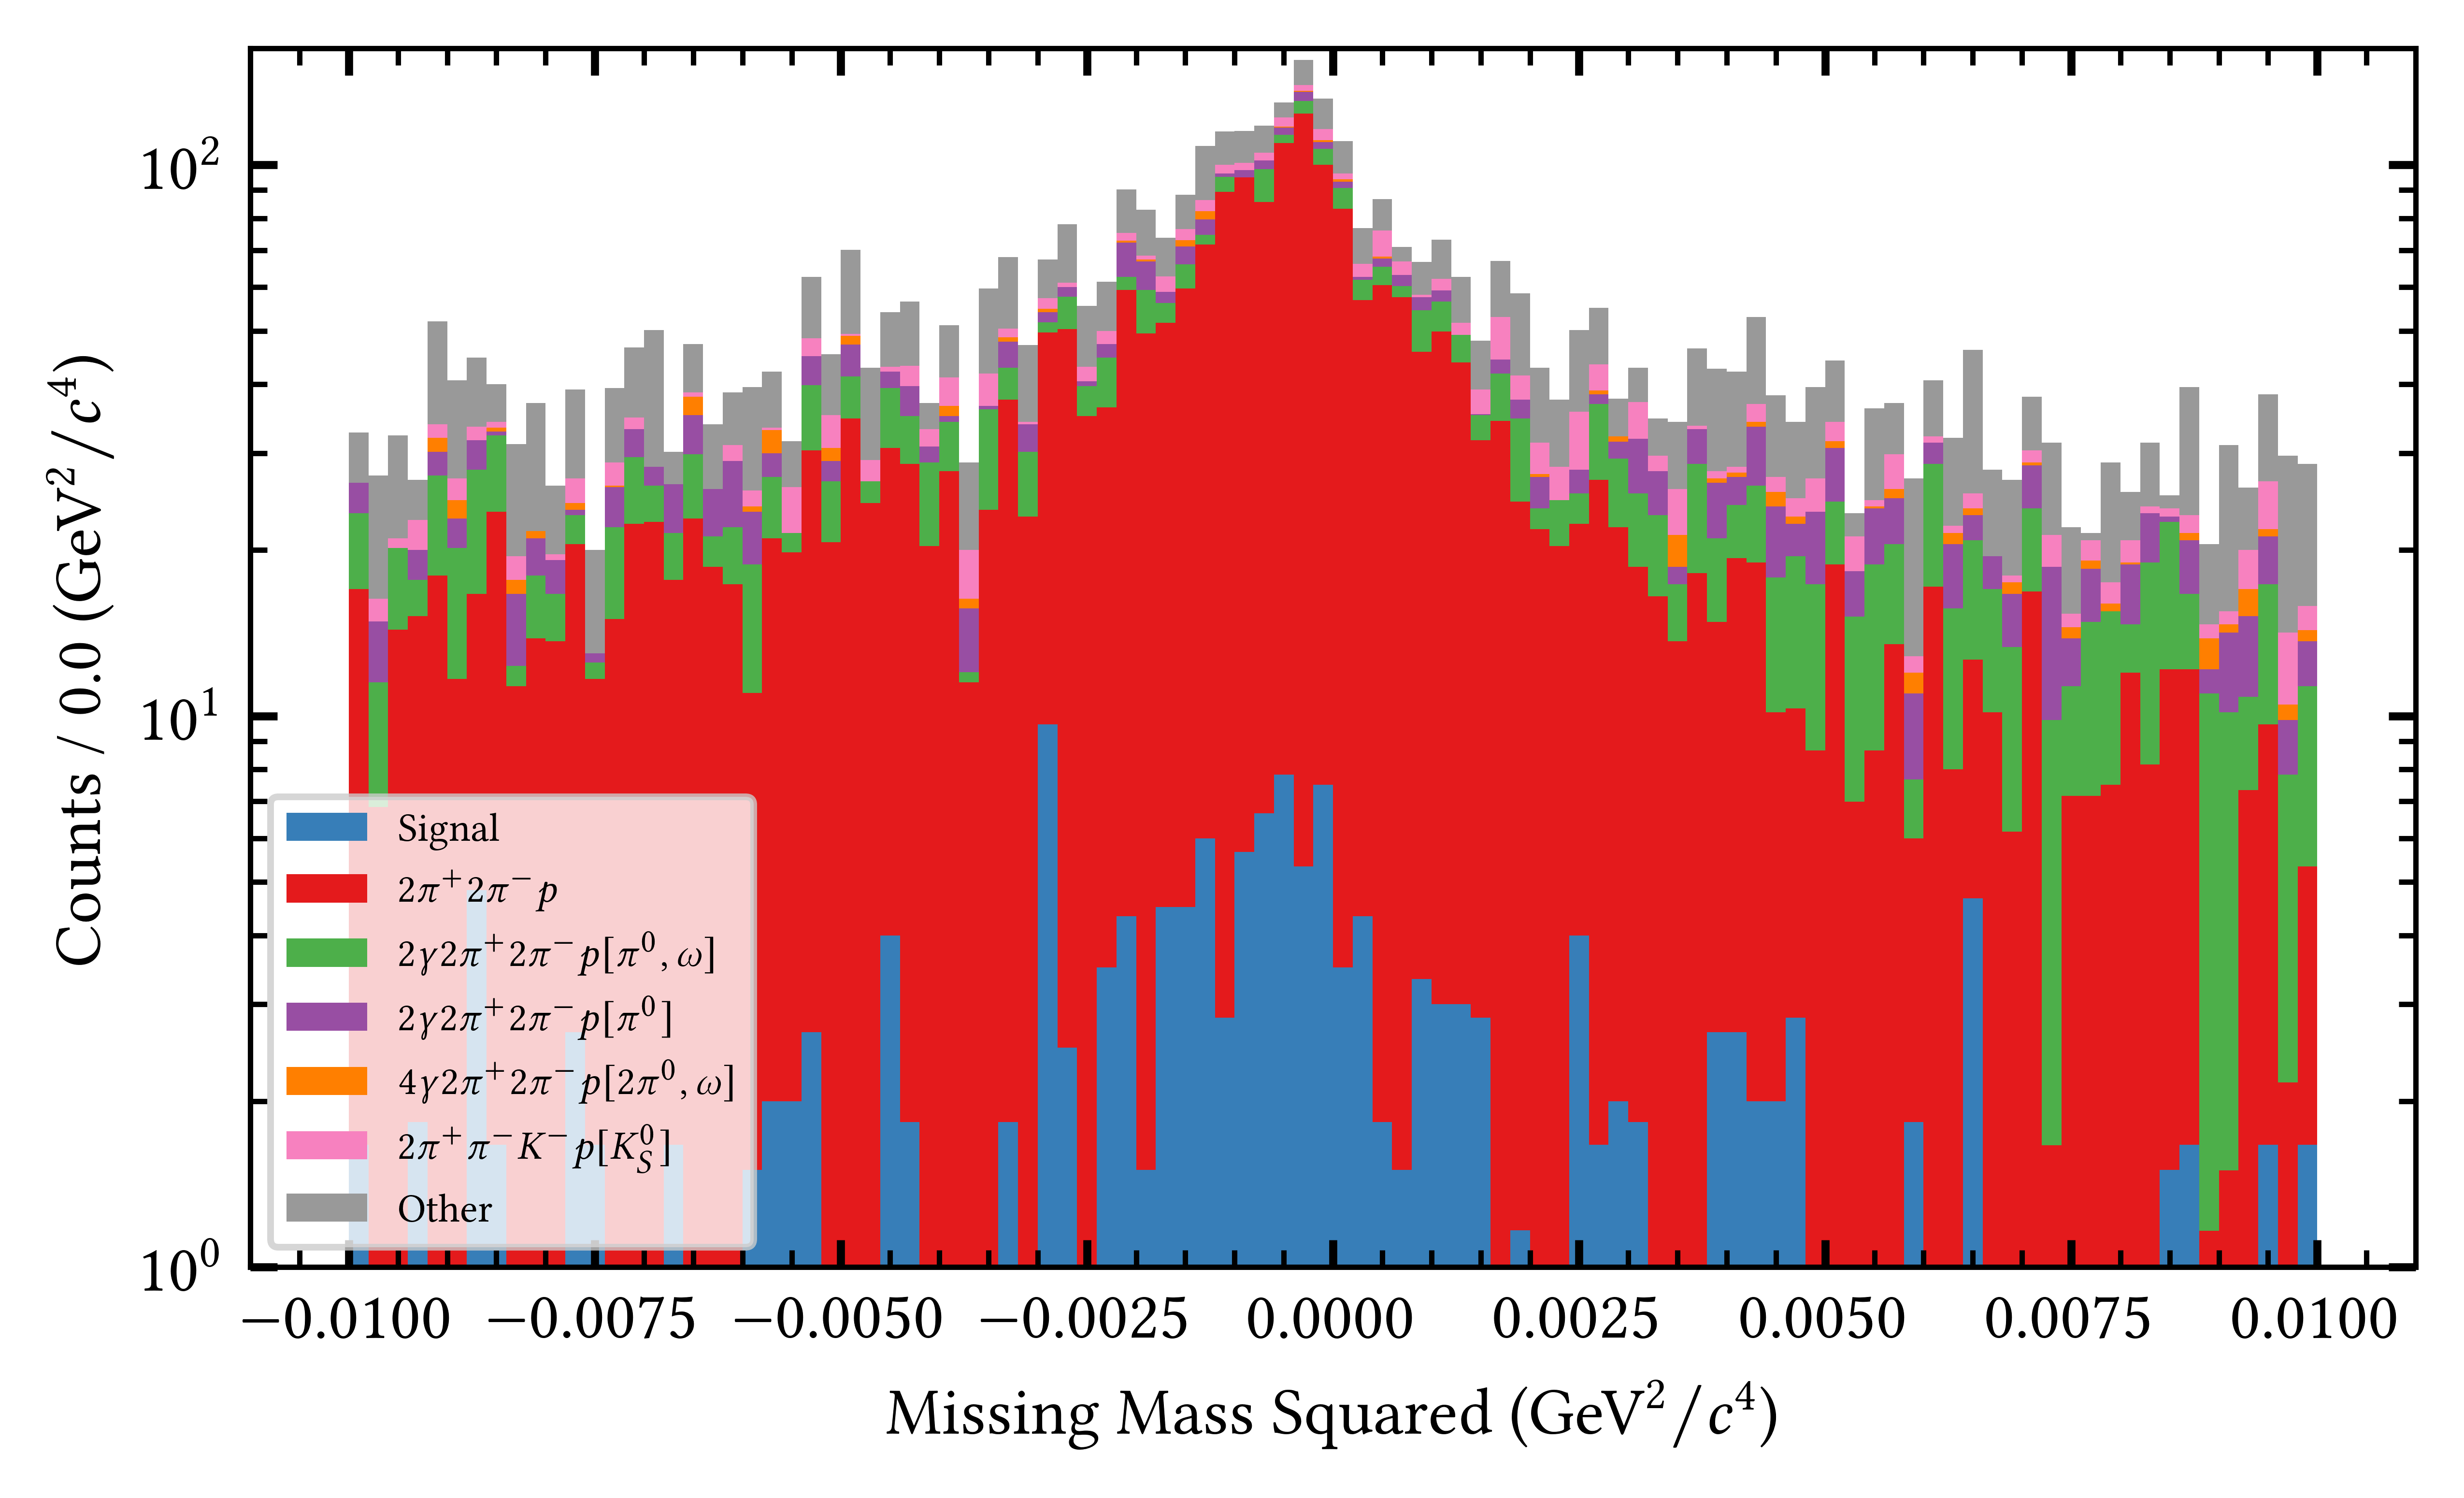 Counts / 0.0 (GeV²/c⁴)
10²
10¹
10⁰
Signal
2π⁺2π⁻p
2γ2π⁺2π⁻p[π⁰, ω]
2γ2π⁺2π⁻p[π⁰]
4γ2π⁺2π⁻p[2π⁰, ω]
2π⁺π⁻K⁻p[K⁰_S]
Other
−0.0100 −0.0075 −0.0050 −0.0025 0.0000 0.0025 0.0050 0.0075 0.0100
Missing Mass Squared (GeV²/c⁴)